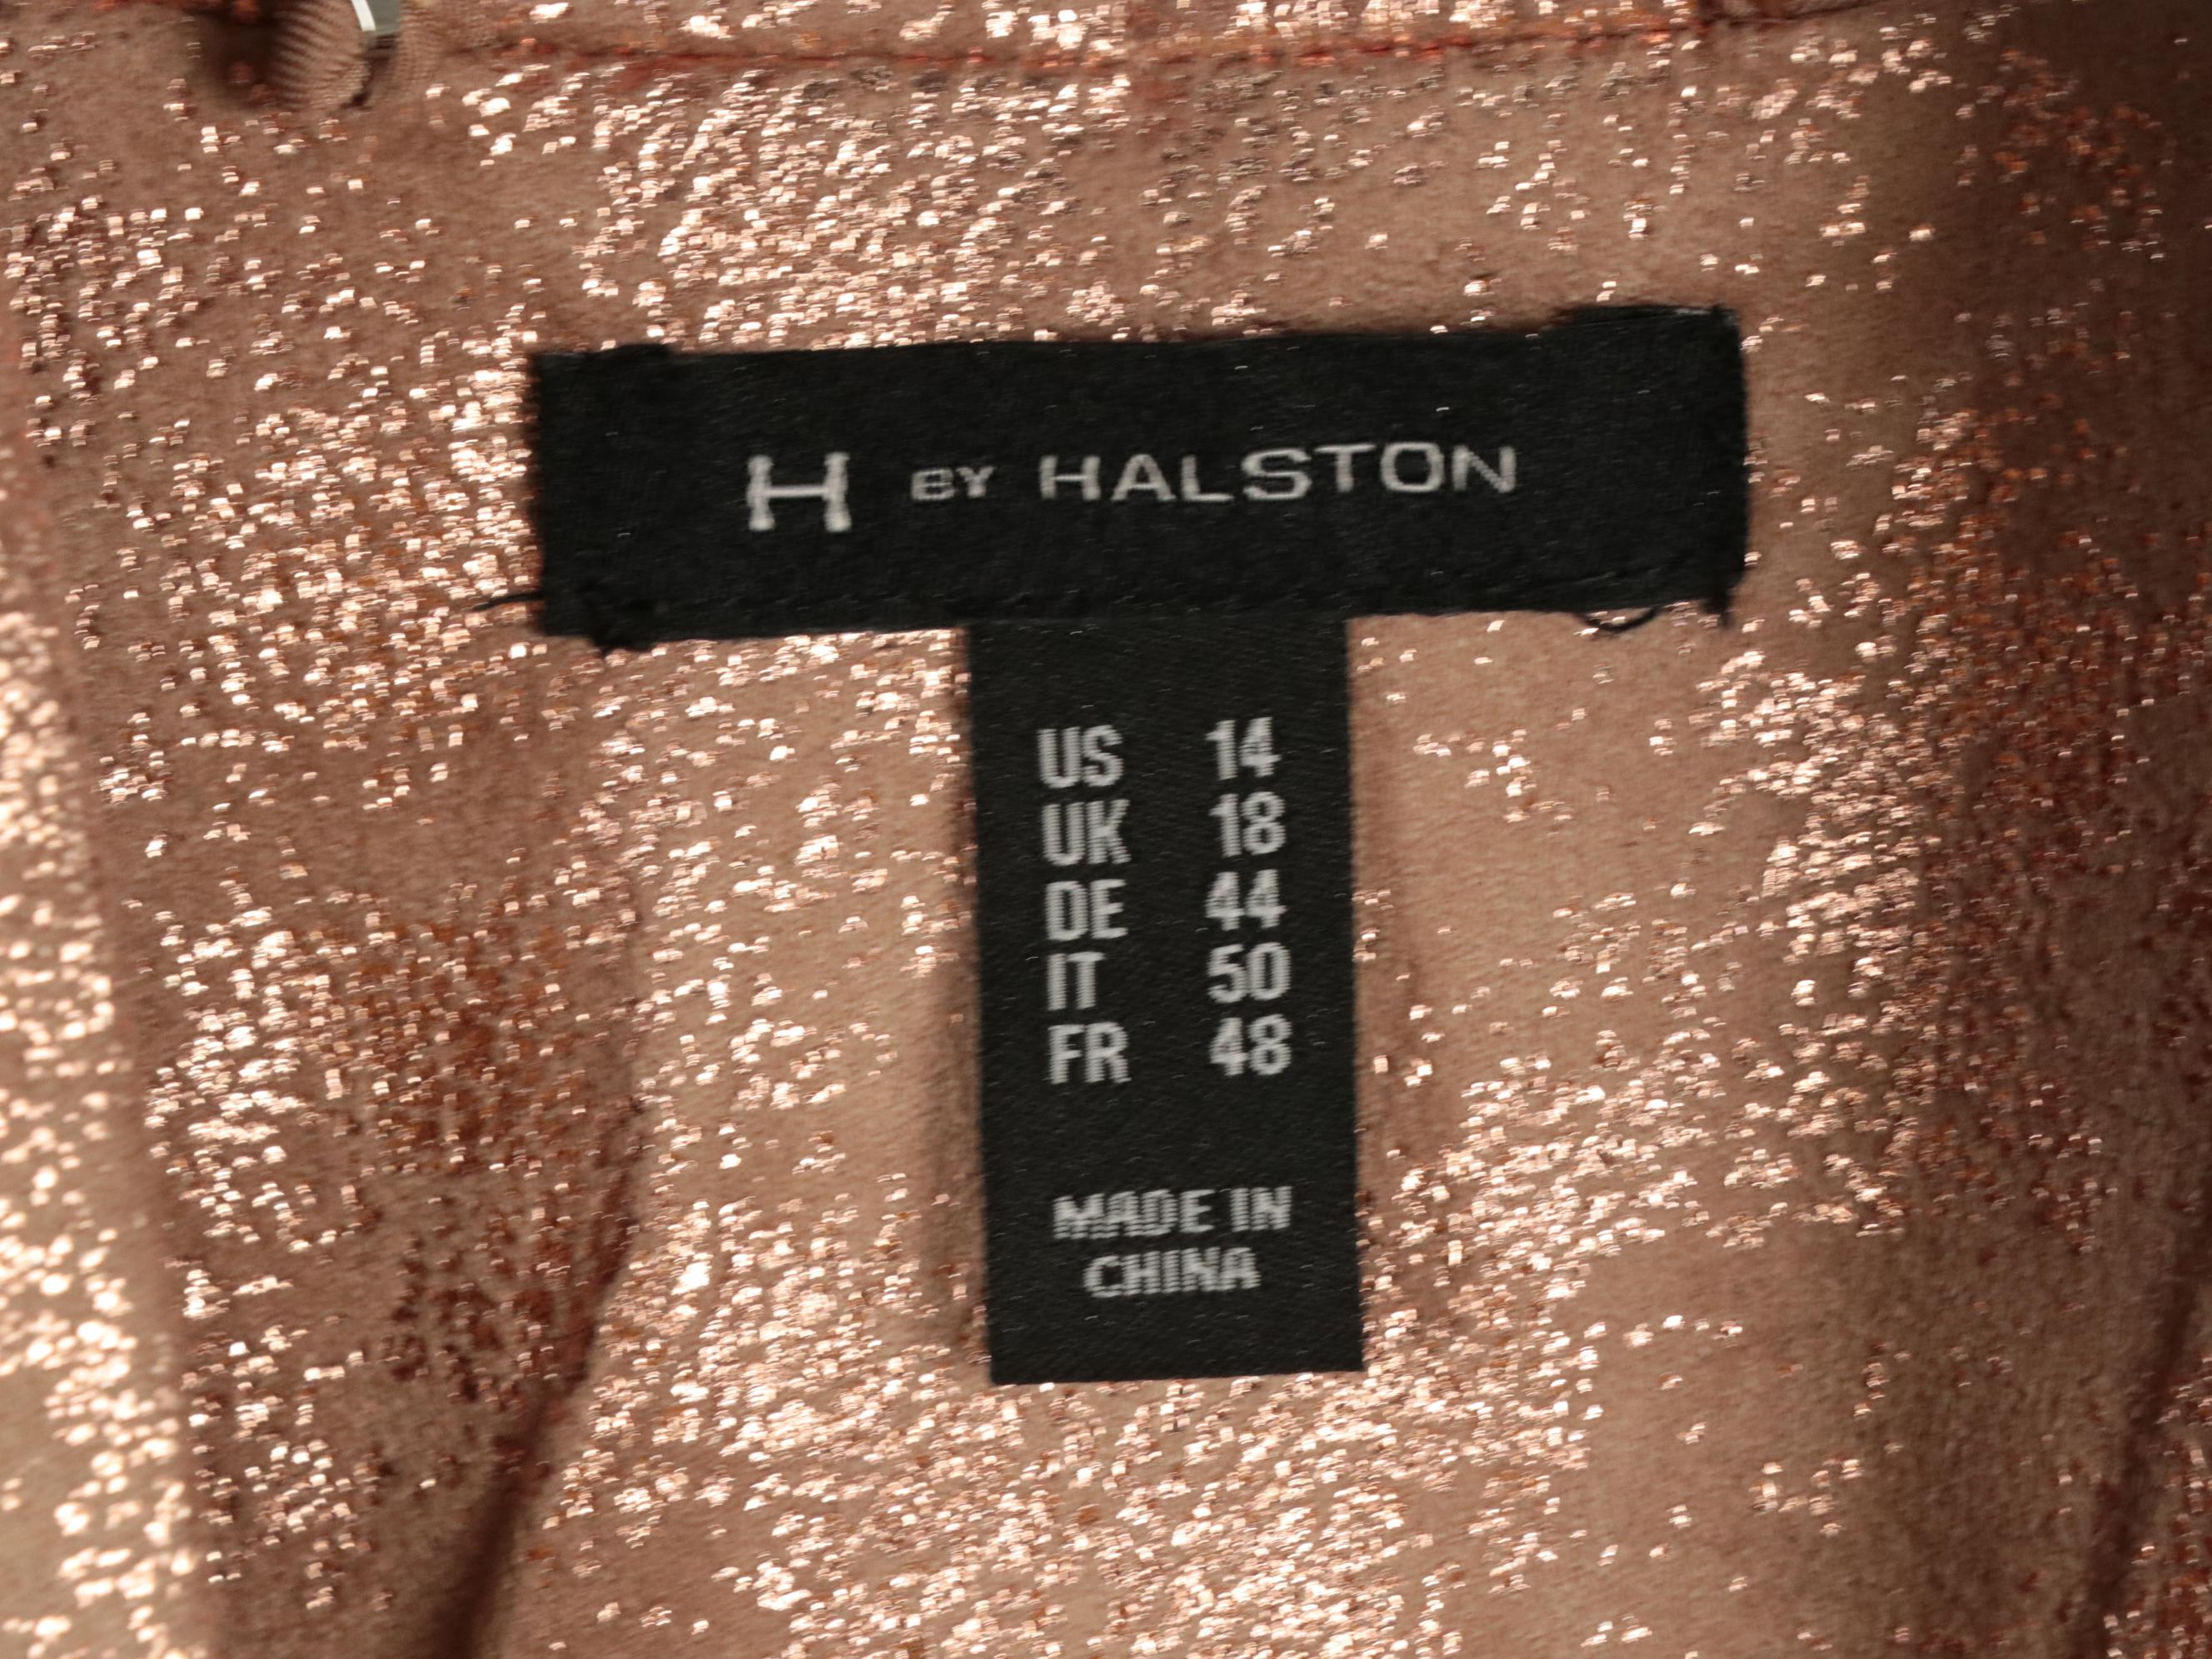 H BY HALSTON
US 14
UK 18
DE 44
IT 50
FR 48
MADE IN
CHINA